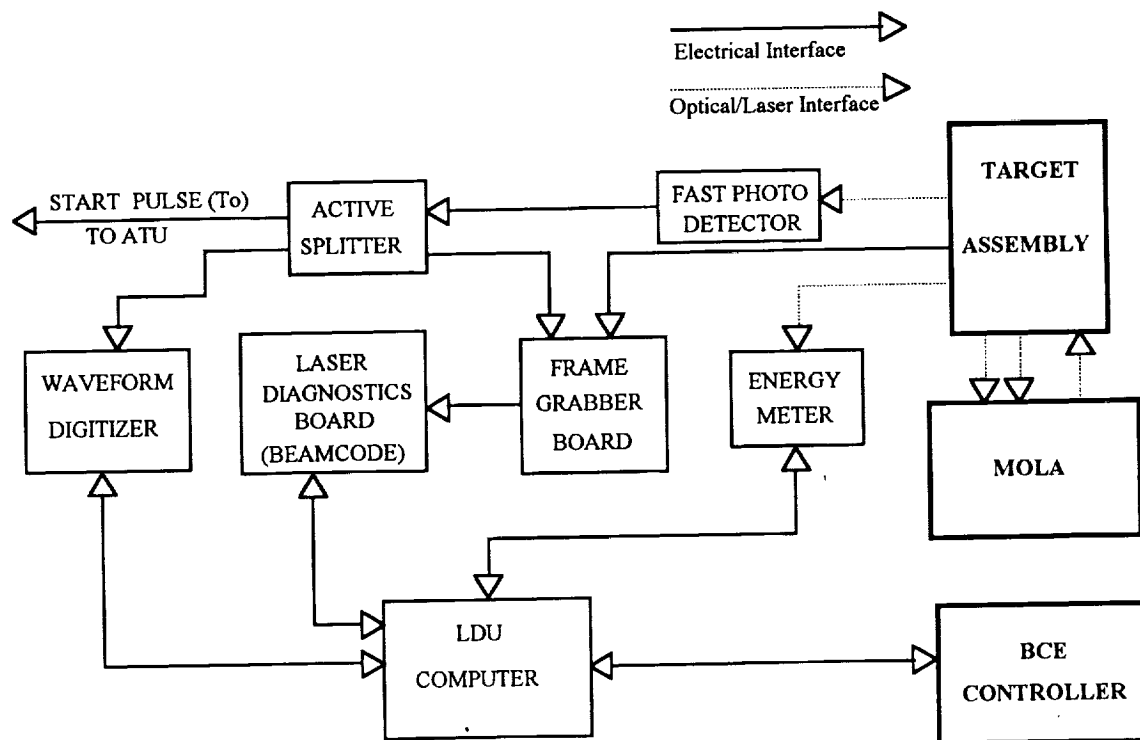 Electrical Interface
Optical/Laser Interface
START PULSE (To)
TO ATU
ACTIVE
SPLITTER
FAST PHOTO
DETECTOR
TARGET
ASSEMBLY
WAVEFORM
DIGITIZER
LASER
DIAGNOSTICS
BOARD
(BEAMCODE)
FRAME
GRABBER
BOARD
ENERGY
METER
MOLA
LDU
COMPUTER
BCE
CONTROLLER